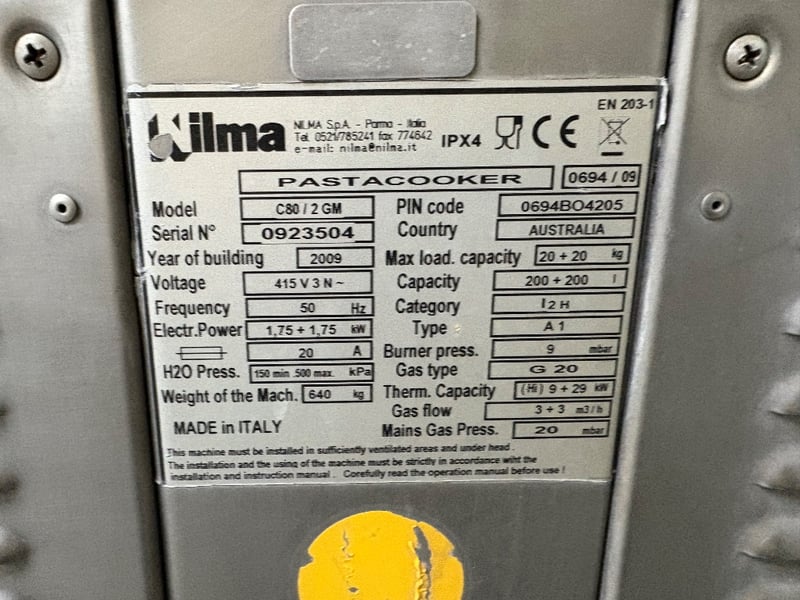 Nilma
NILMA S.p.A. - Parma - Italia
Tel. 0521/785241 fax 774642
e-mail: nilma@nilma.it
IPX4
CE
EN 203-1
PASTACOOKER
0694 / 09
Model C80 / 2 GM
Serial N° 0923504
Year of building 2009
Voltage 415 V 3 N ~
Frequency 50 Hz
Electr.Power 1,75 + 1,75 kW
20 A
H2O Press. 150 min .500 max. kPa
Weight of the Mach. 640 kg
MADE in ITALY
PIN code 0694BO4205
Country AUSTRALIA
Max load. capacity 20 + 20 kg
Capacity 200 + 200 l
Category I 2 H
Type A 1
Burner press. 9 mbar
Gas type G 20
Therm. Capacity (Hi) 9 + 29 kW
Gas flow 3 + 3 m3/h
Mains Gas Press. 20 mbar
This machine must be installed in sufficiently ventilated areas and under head .
The installation and the using of the machine must be strictly in accordance wiht the
installation and instruction manual . Carefully read the operation manual before use !